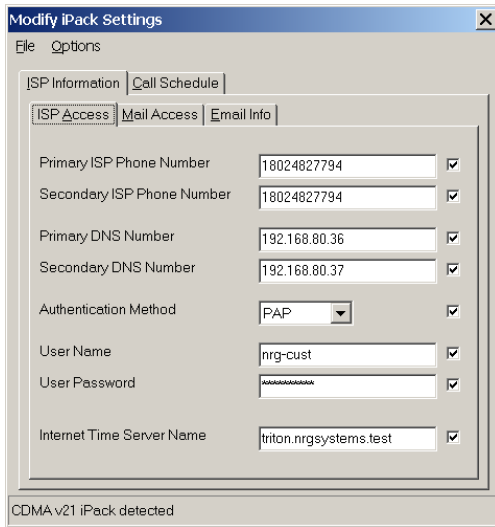 Modify iPack Settings
File Options
ISP Information Call Schedule
ISP Access Mail Access Email Info
Primary ISP Phone Number 18024827794
Secondary ISP Phone Number 18024827794
Primary DNS Number 192.168.80.36
Secondary DNS Number 192.168.80.37
Authentication Method PAP
User Name nrg-cust
User Password **********
Internet Time Server Name triton.nrgsystems.test
CDMA v21 iPack detected